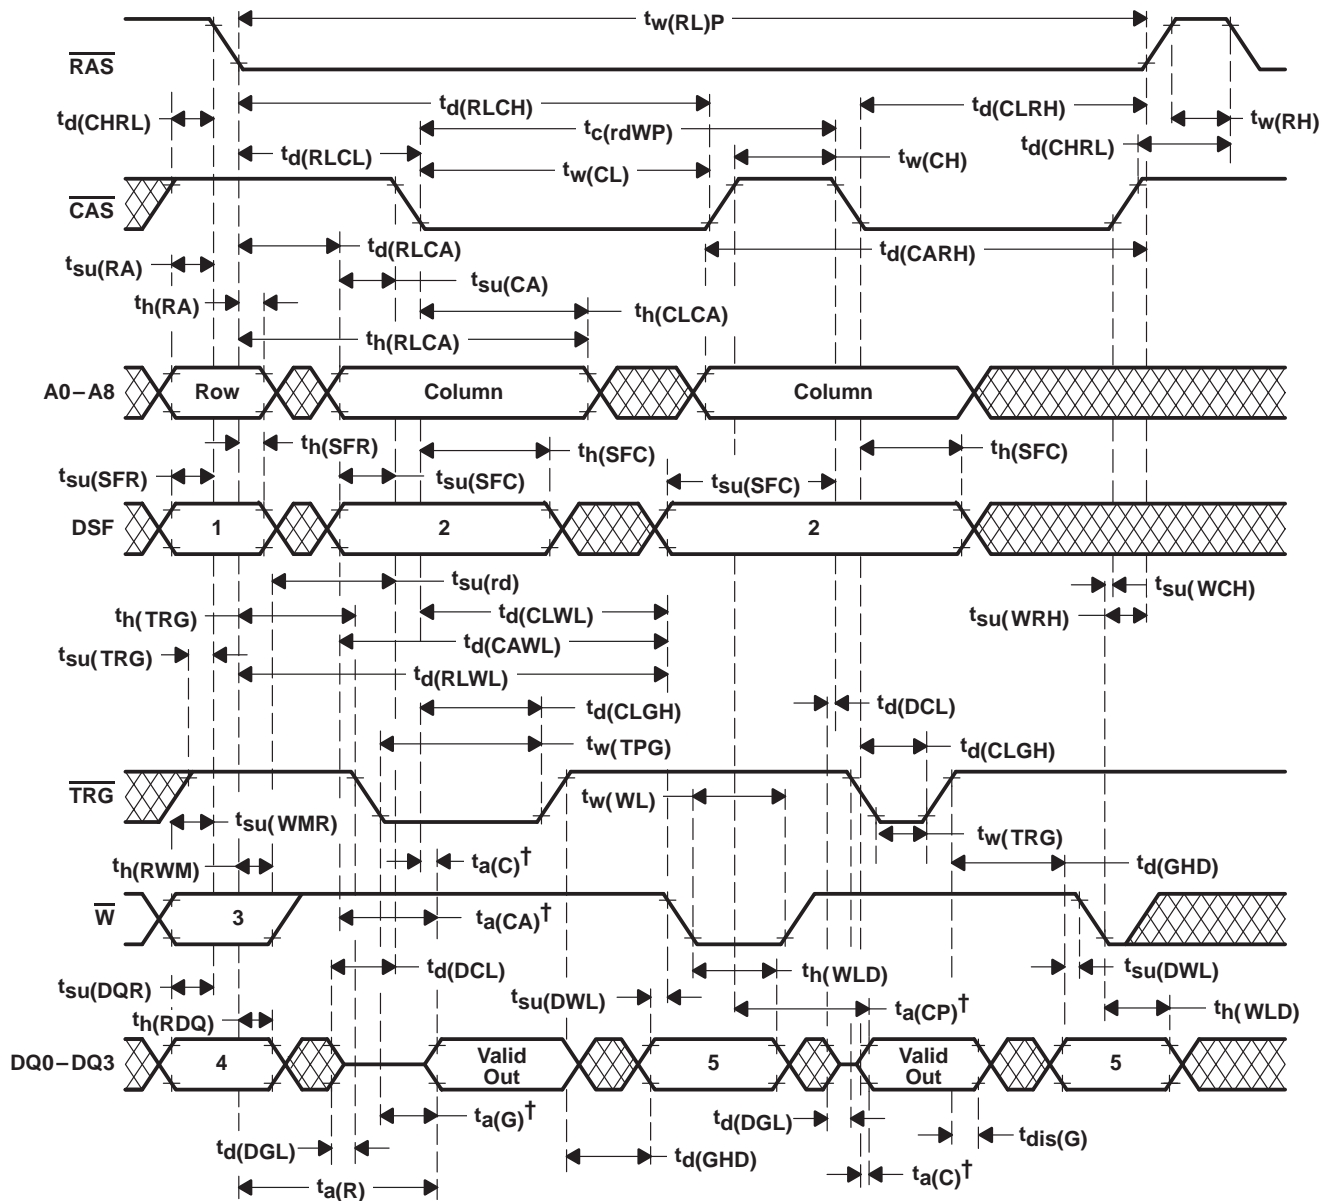 tw(RL)P
RAS
td(RLCH)
td(CLRH)
td(CHRL)
tc(rdWP)
tw(RH)
td(RLCL)
tw(CH)
td(CHRL)
tw(CL)
CAS
td(RLCA)
td(CARH)
tsu(RA)
tsu(CA)
th(RA)
th(CLCA)
th(RLCA)
A0–A8
Row
Column
Column
th(SFR)
th(SFC)
th(SFC)
tsu(SFR)
tsu(SFC)
tsu(SFC)
DSF
1
2
2
tsu(rd)
tsu(WCH)
th(TRG)
td(CLWL)
tsu(WRH)
td(CAWL)
tsu(TRG)
td(RLWL)
td(CLGH)
td(DCL)
tw(TPG)
td(CLGH)
TRG
tw(WL)
tsu(WMR)
tw(TRG)
th(RWM)
ta(C)†
td(GHD)
W
3
ta(CA)†
td(DCL)
th(WLD)
tsu(DWL)
tsu(DQR)
tsu(DWL)
ta(CP)†
th(WLD)
th(RDQ)
DQ0–DQ3
4
Valid
Out
5
Valid
Out
5
ta(G)†
td(DGL)
td(DGL)
tdis(G)
td(GHD)
ta(C)†
ta(R)